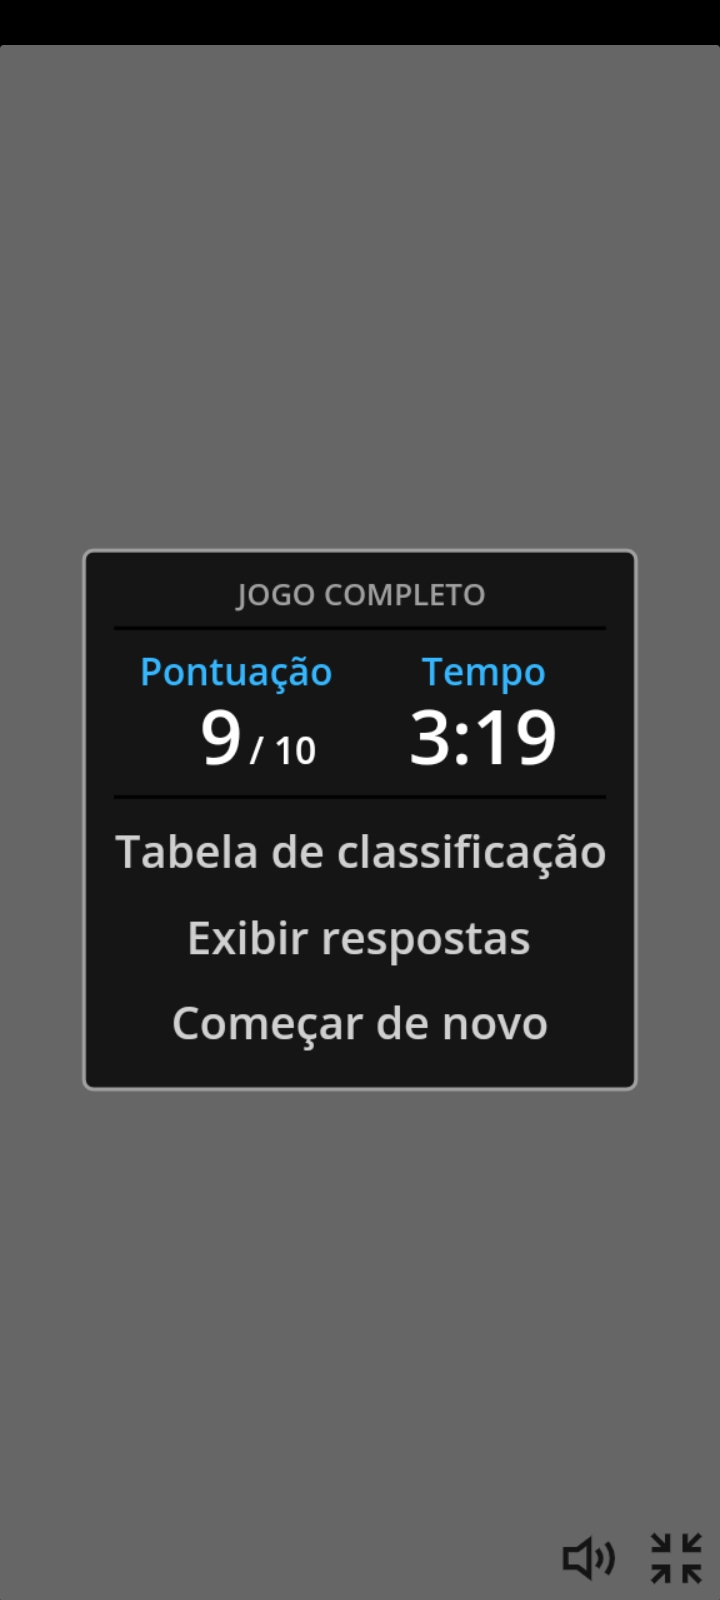 JOGO COMPLETO
Pontuação Tempo
9 / 10 3:19
Tabela de classificação
Exibir respostas
Começar de novo